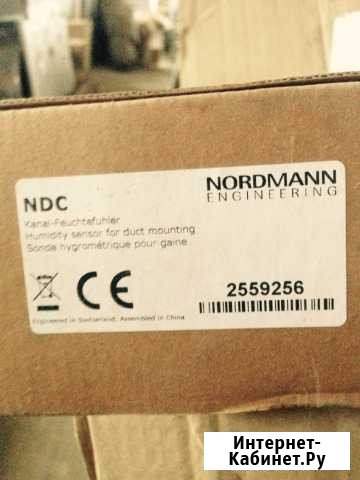 NDC
Kanal-Feuchtefühler
Humidity sensor for duct mounting
Sonde hygrométrique pour gaine
NORDMANN
ENGINEERING
CE
2559256
Engineered in Switzerland, Assembled in China
Интернет-
Кабинет.Ру